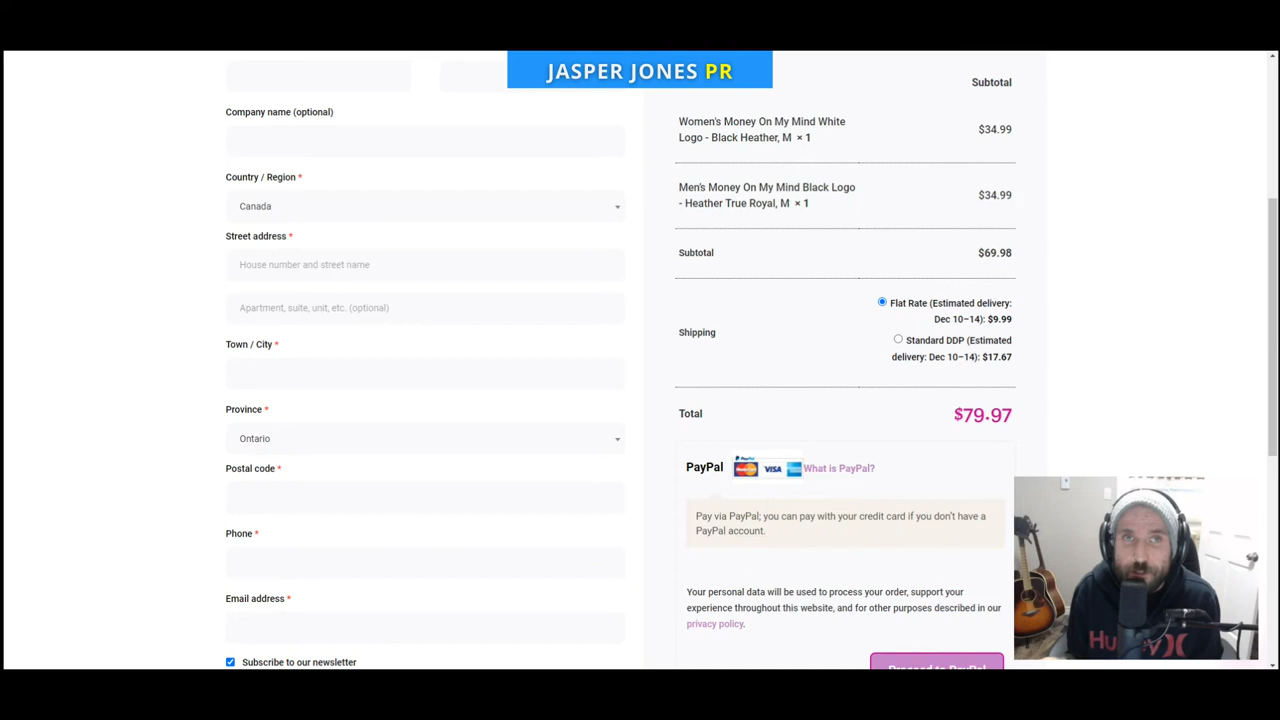 JASPER JONES PR
Company name (optional)
Country / Region *
Canada
Street address *
House number and street name
Apartment, suite, unit, etc. (optional)
Town / City *
Province *
Ontario
Postal code *
Phone *
Email address *
Subscribe to our newsletter
Subtotal
Women's Money On My Mind White
Logo - Black Heather, M × 1
$34.99
Men's Money On My Mind Black Logo
- Heather True Royal, M × 1
$34.99
Subtotal
$69.98
Shipping
Flat Rate (Estimated delivery:
Dec 10–14): $9.99
Standard DDP (Estimated
delivery: Dec 10–14): $17.67
Total
$79.97
PayPal
PayPal
MasterCard
VISA
What is PayPal?
Pay via PayPal; you can pay with your credit card if you don't have a
PayPal account.
Your personal data will be used to process your order, support your
experience throughout this website, and for other purposes described in our
privacy policy.
Proceed to PayPal